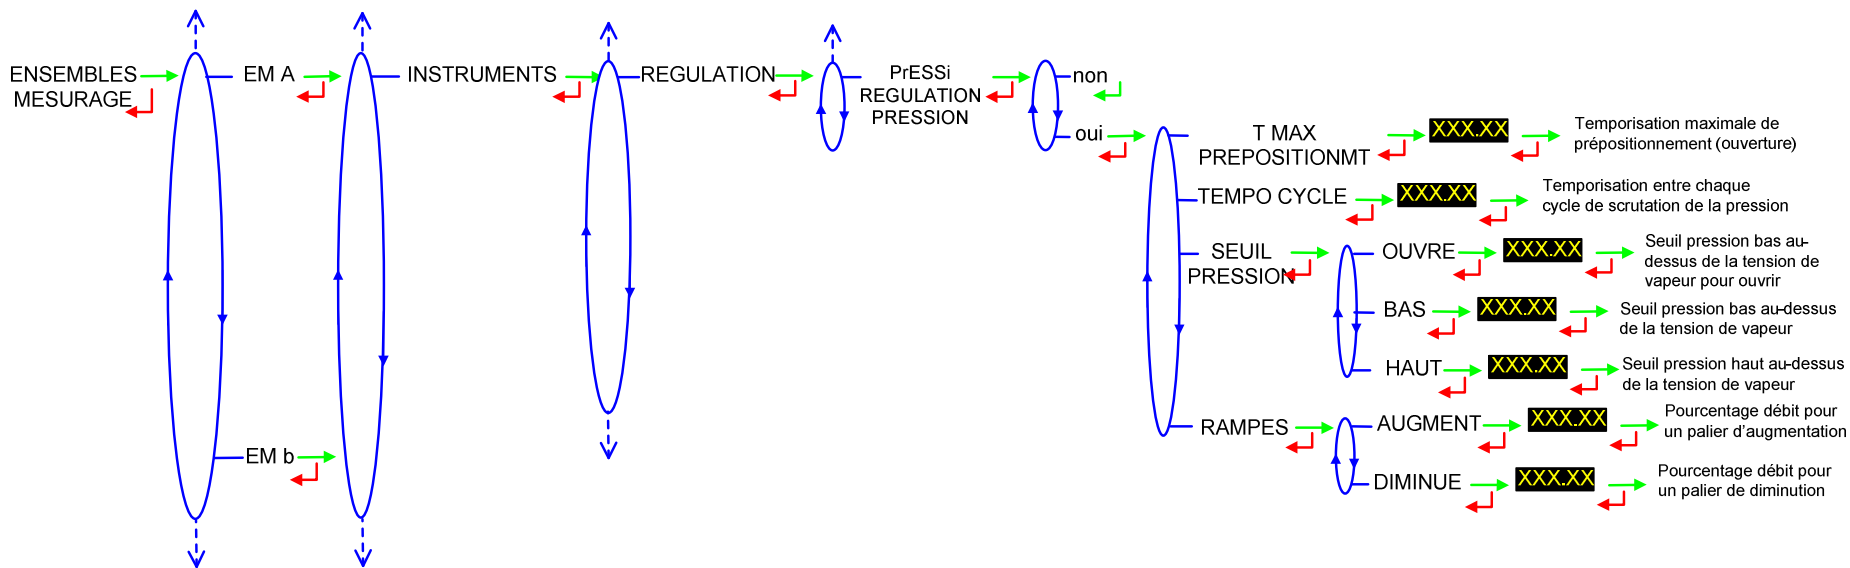 ENSEMBLES
MESURAGE
EM A
INSTRUMENTS
REGULATION
PrESSi
REGULATION
PRESSION
non
oui
T MAX
PREPOSITIONMT
XXX.XX
Temporisation maximale de
prépositionnement (ouverture)
TEMPO CYCLE
XXX.XX
Temporisation entre chaque
cycle de scrutation de la pression
SEUIL
PRESSION
OUVRE
XXX.XX
Seuil pression bas au-
dessus de la tension de
vapeur pour ouvrir
BAS
XXX.XX
Seuil pression bas au-dessus
de la tension de vapeur
HAUT
XXX.XX
Seuil pression haut au-dessus
de la tension de vapeur
RAMPES
AUGMENT
XXX.XX
Pourcentage débit pour
un palier d'augmentation
DIMINUE
XXX.XX
Pourcentage débit pour
un palier de diminution
EM b